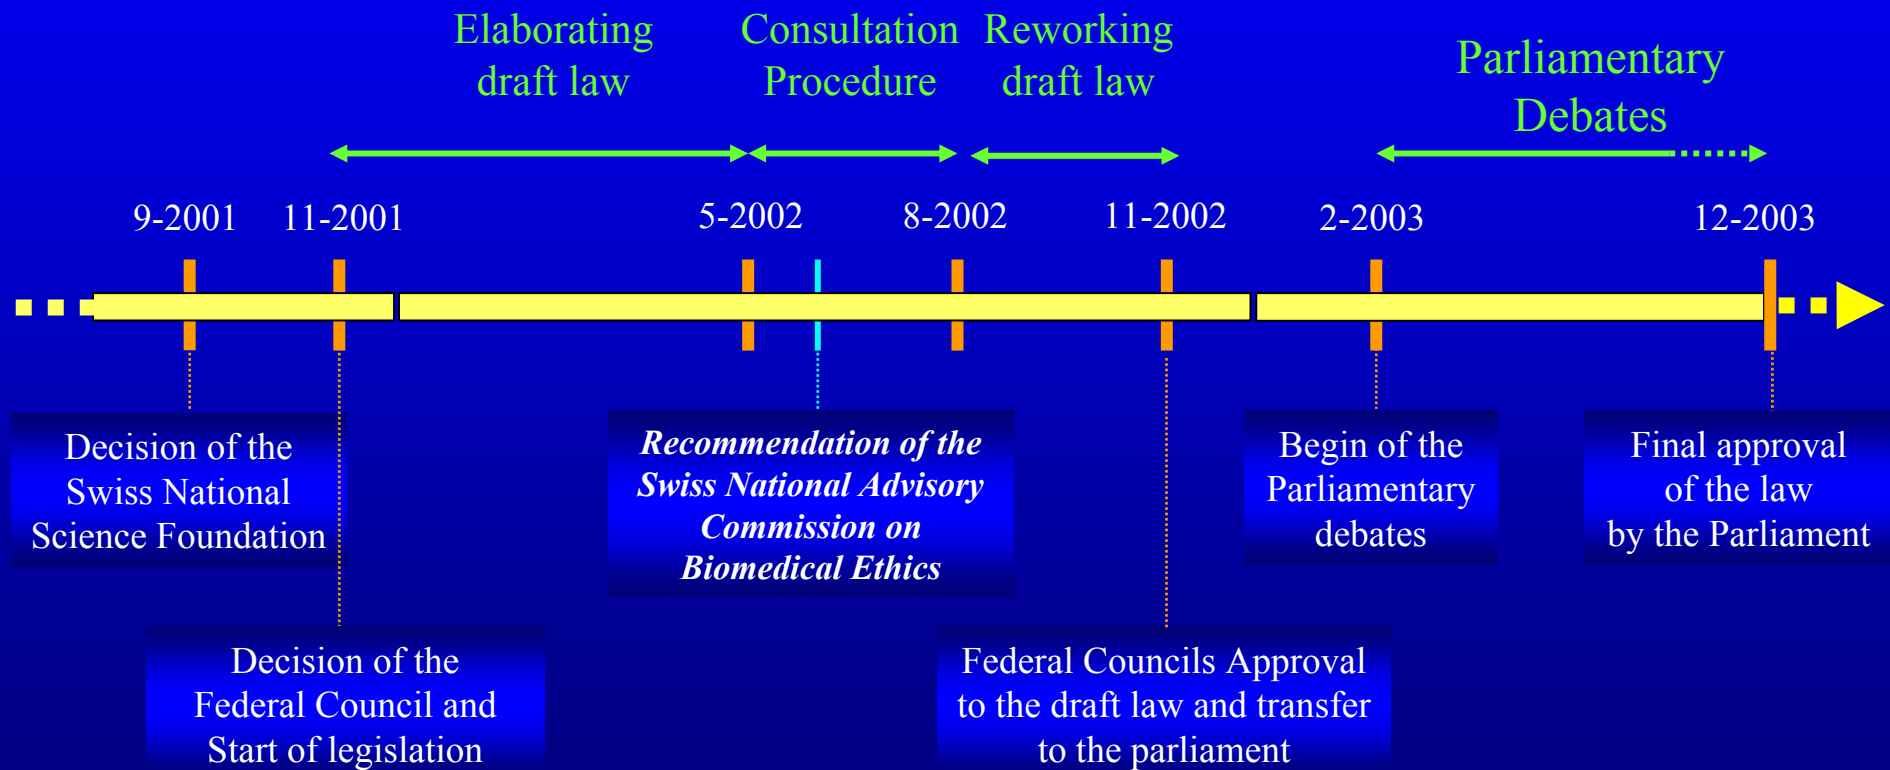 Elaborating
draft law
Consultation
Procedure
Reworking
draft law
Parliamentary
Debates
9-2001
11-2001
5-2002
8-2002
11-2002
2-2003
12-2003
Decision of the
Swiss National
Science Foundation
Recommendation of the
Swiss National Advisory
Commission on
Biomedical Ethics
Begin of the
Parliamentary
debates
Final approval
of the law
by the Parliament
Decision of the
Federal Council and
Start of legislation
Federal Councils Approval
to the draft law and transfer
to the parliament